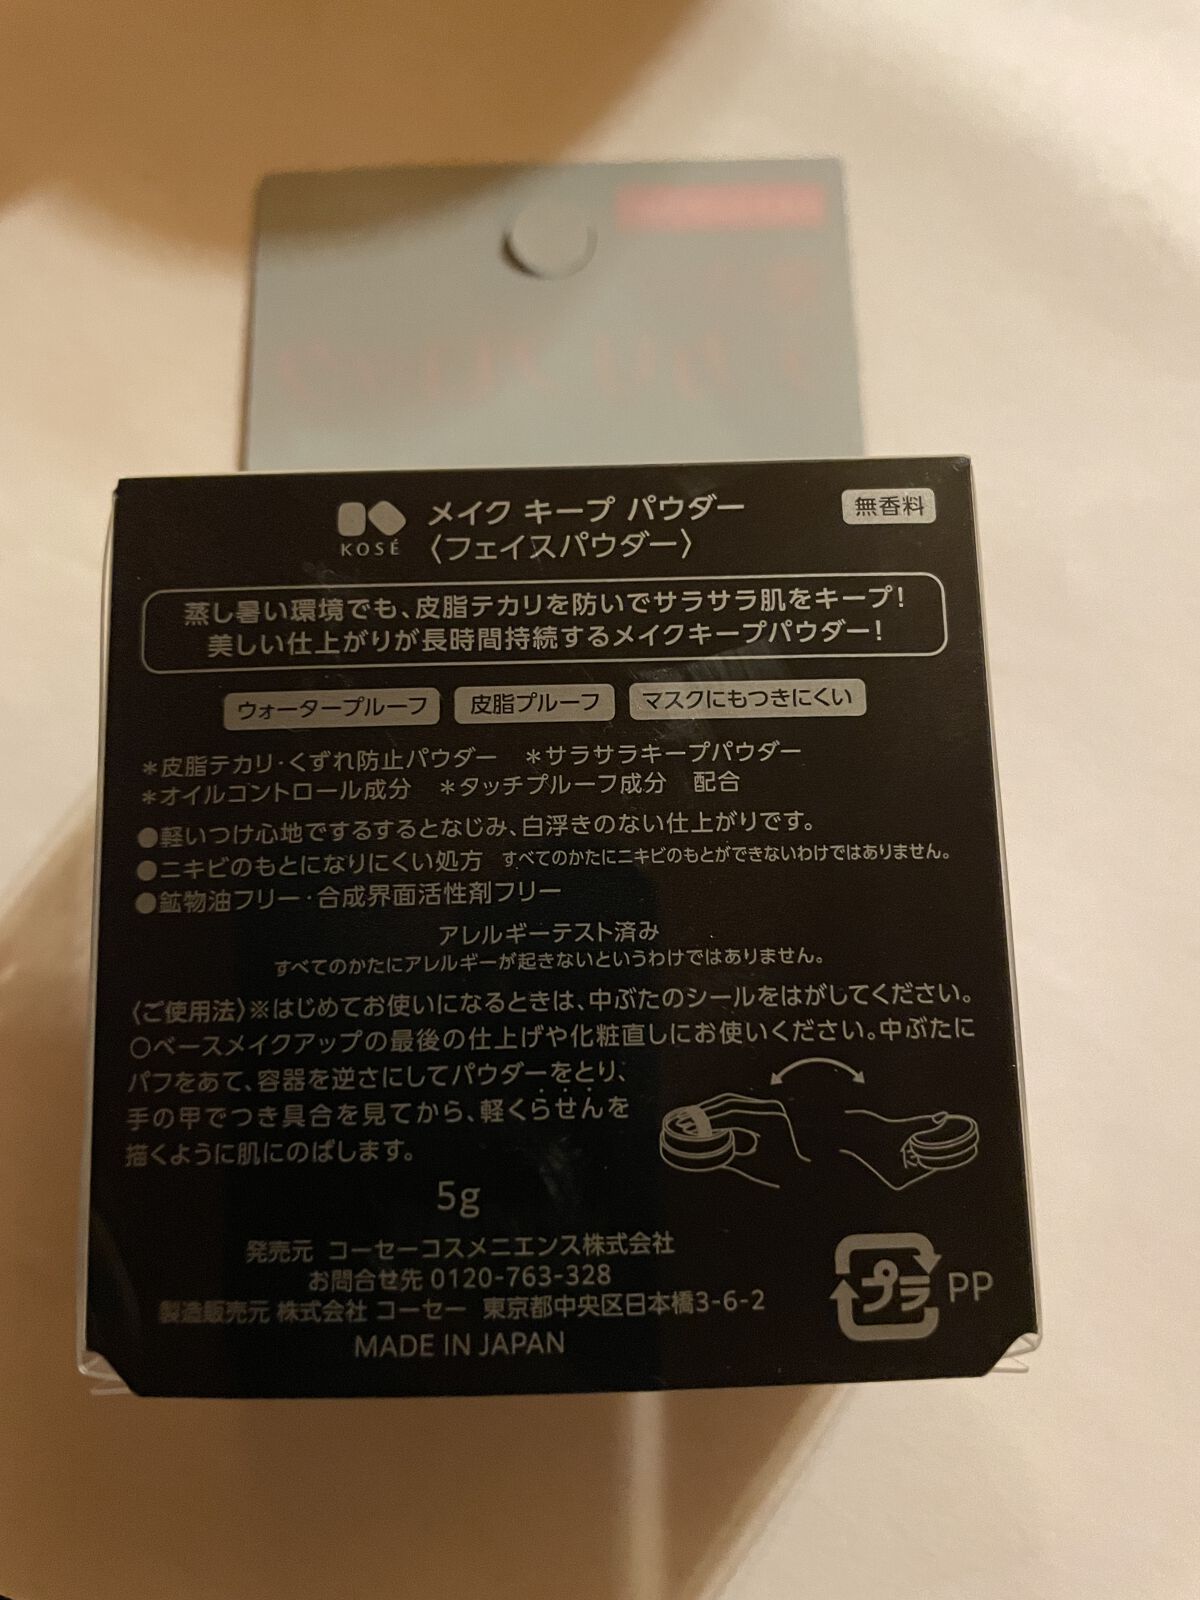 KOSÉ
メイク キープ パウダー
〈フェイスパウダー〉
無香料
蒸し暑い環境でも、皮脂テカリを防いでサラサラ肌をキープ!
美しい仕上がりが長時間持続するメイクキープパウダー!
ウォータープルーフ 皮脂プルーフ マスクにもつきにくい
*皮脂テカリ・くずれ防止パウダー *サラサラキープパウダー
*オイルコントロール成分 *タッチプルーフ成分 配合
●軽いつけ心地でするするとなじみ、白浮きのない仕上がりです。
●ニキビのもとになりにくい処方 すべてのかたにニキビのもとができないわけではありません。
●鉱物油フリー・合成界面活性剤フリー
アレルギーテスト済み
すべてのかたにアレルギーが起きないというわけではありません。
〈ご使用法〉※はじめてお使いになるときは、中ぶたのシールをはがしてください。
○ベースメイクアップの最後の仕上げや化粧直しにお使いください。中ぶたに
パフをあて、容器を逆さにしてパウダーをとり、
手の甲でつき具合を見てから、軽くらせんを
描くように肌にのばします。
5g
発売元 コーセーコスメニエンス株式会社
お問合せ先 0120-763-328
製造販売元 株式会社 コーセー 東京都中央区日本橋3-6-2
MADE IN JAPAN
プラ PP